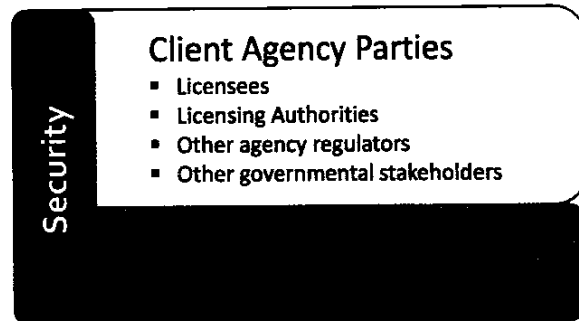 Security
Client Agency Parties
▪ Licensees
▪ Licensing Authorities
▪ Other agency regulators
▪ Other governmental stakeholders